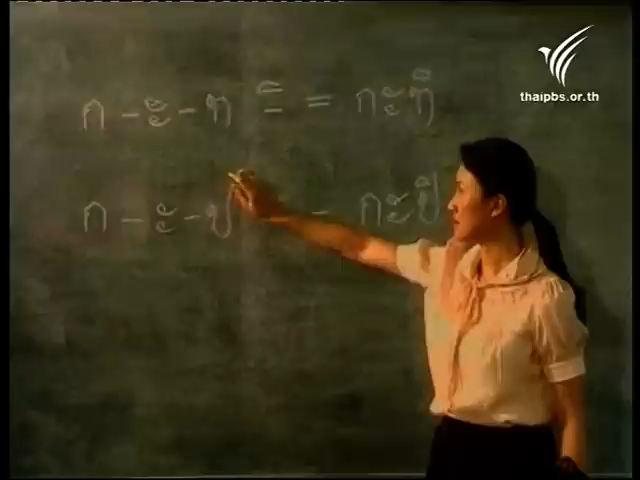 thaipbs.or.th
ก - ะ - ท ิ = กะทิ
ก - ะ - ป - กะปิ